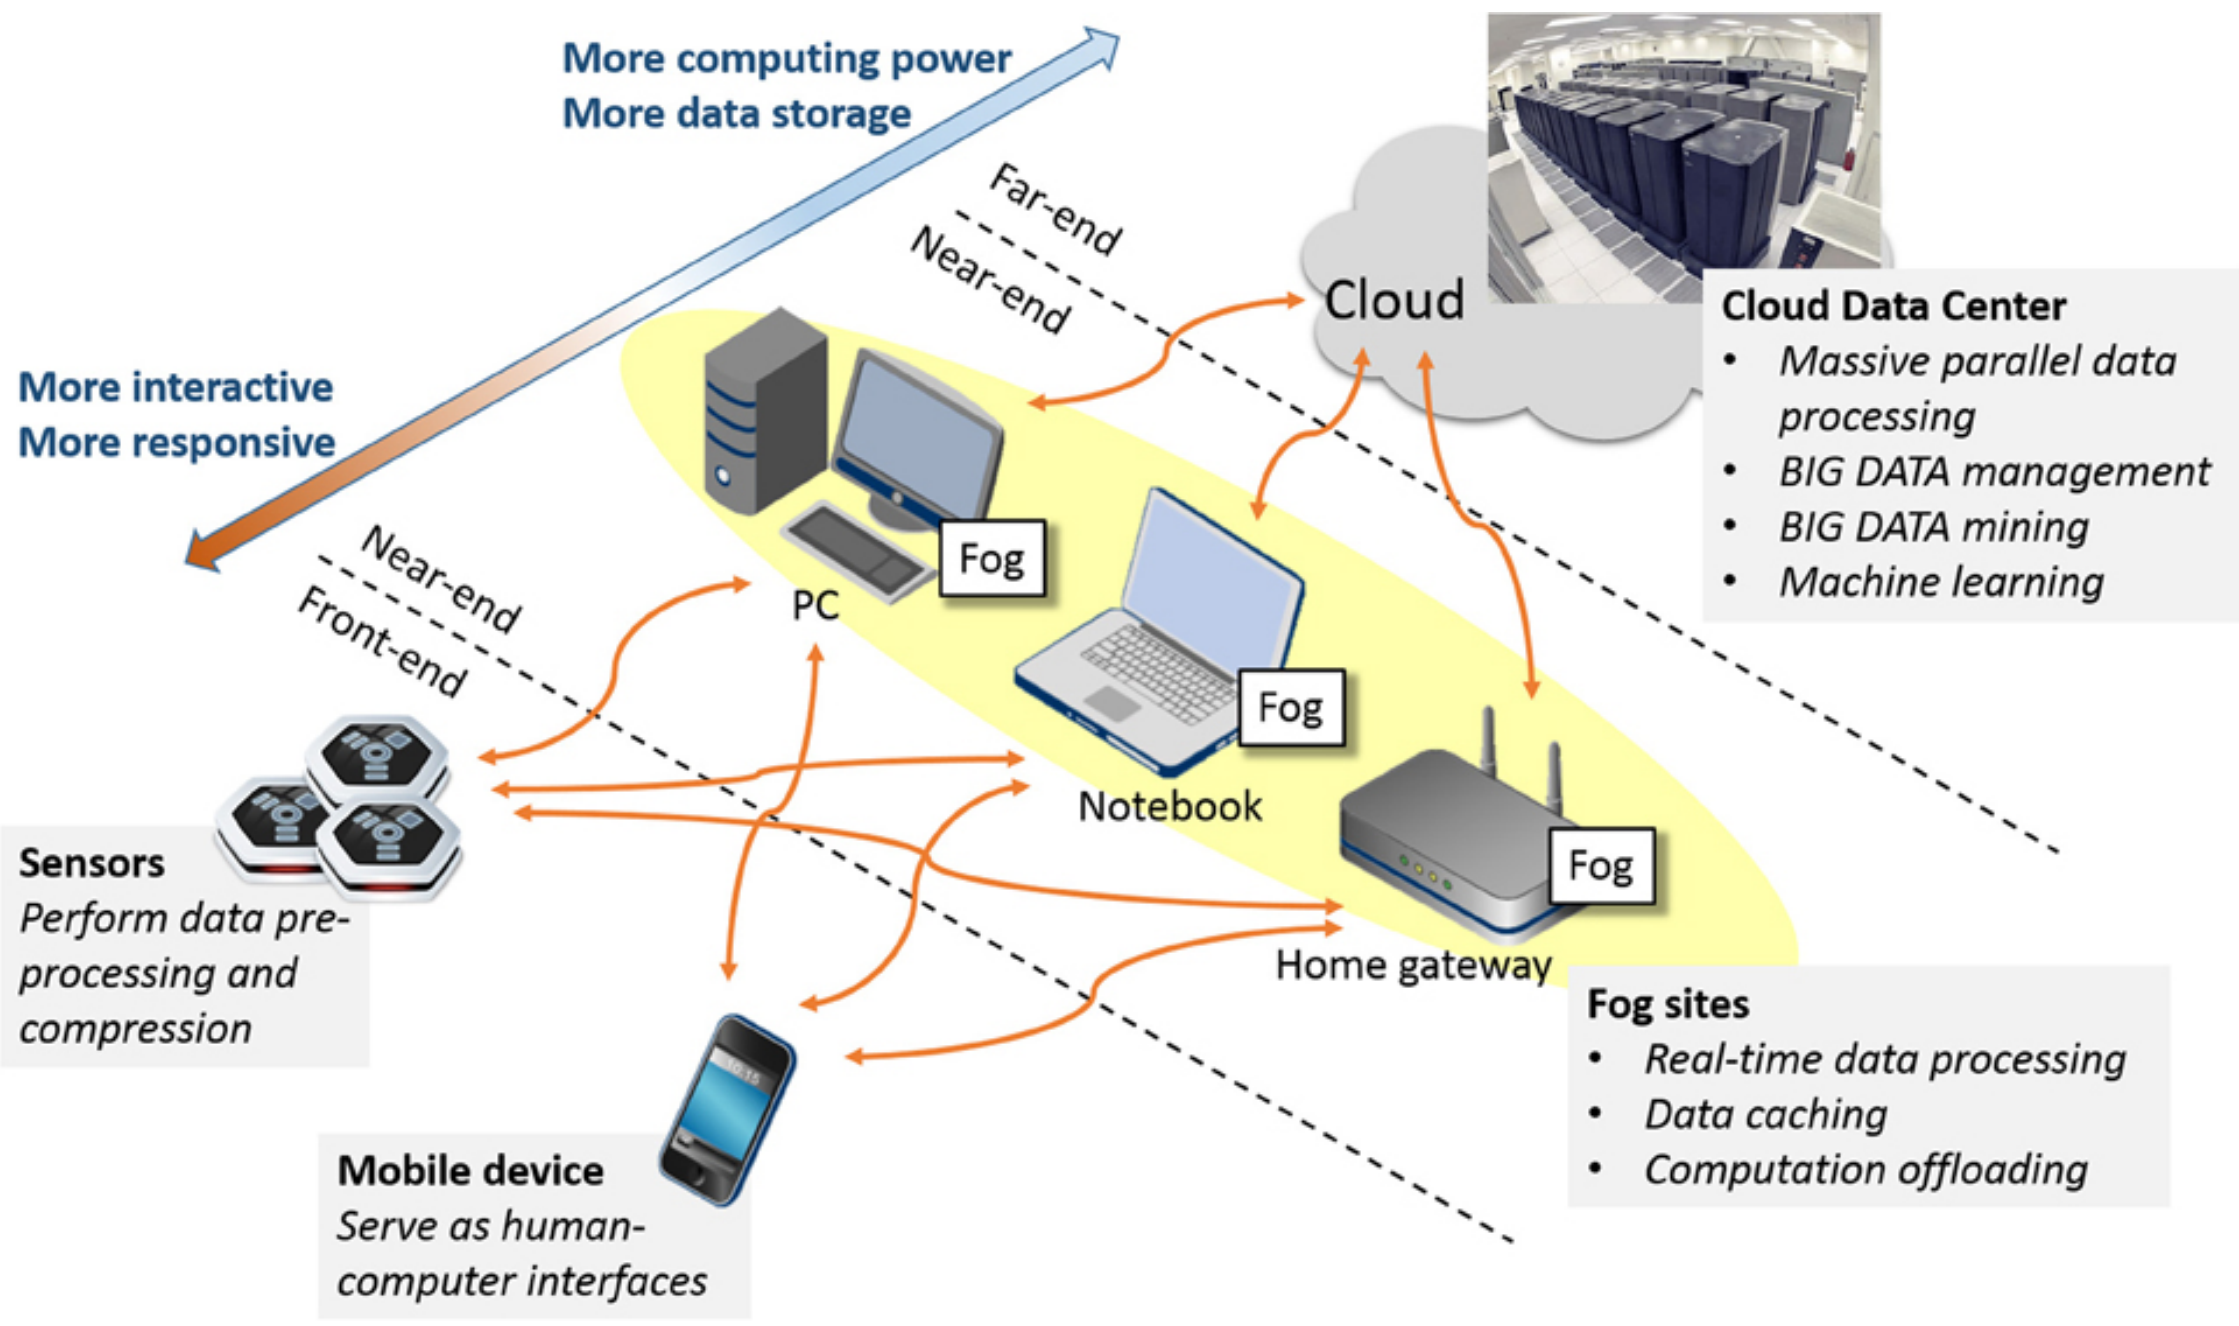 More computing power
More data storage
Far-end
Near-end
Cloud
Cloud Data Center
• Massive parallel data
processing
• BIG DATA management
• BIG DATA mining
• Machine learning
More interactive
More responsive
Near-end
Front-end
Fog
PC
Fog
Notebook
Fog
Home gateway
Sensors
Perform data pre-
processing and
compression
Fog sites
• Real-time data processing
• Data caching
• Computation offloading
10:15
Mobile device
Serve as human-
computer interfaces